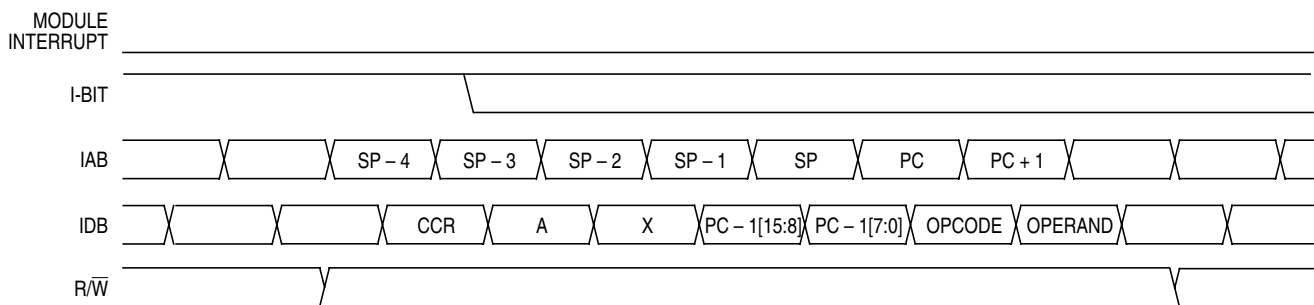 MODULE
INTERRUPT
I-BIT
IAB SP – 4 SP – 3 SP – 2 SP – 1 SP PC PC + 1
IDB CCR A X PC – 1[15:8] PC – 1[7:0] OPCODE OPERAND
R/W̅